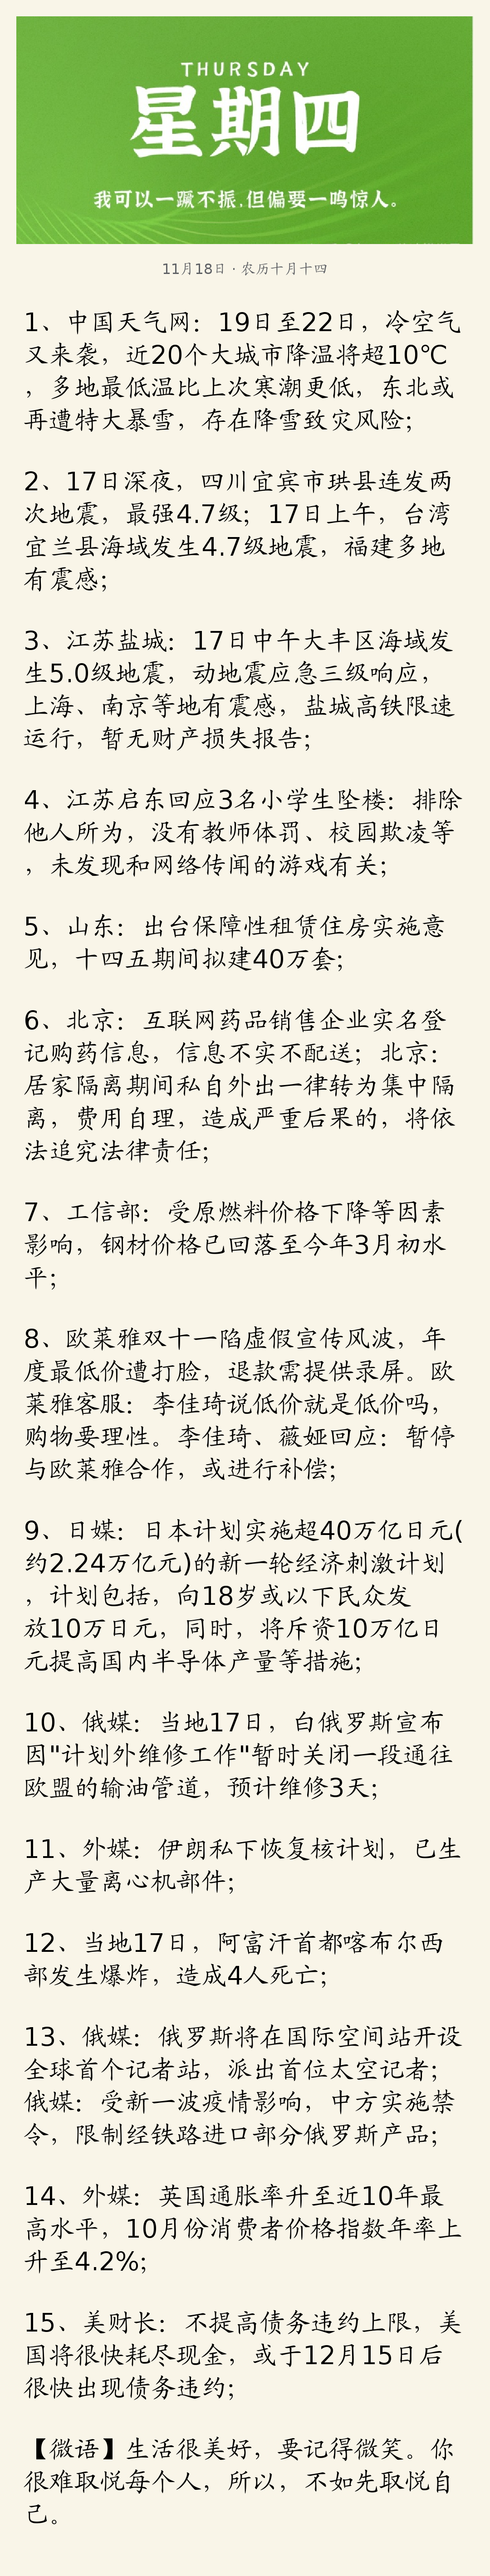 THURSDAY
星期四
我可以一蹶不振,但偏要一鸣惊人。
11月18日·农历十月十四
1、中国天气网：19日至22日，冷空气
又来袭，近20个大城市降温将超10℃
，多地最低温比上次寒潮更低，东北或
再遭特大暴雪，存在降雪致灾风险；
2、17日深夜，四川宜宾市珙县连发两
次地震，最强4.7级；17日上午，台湾
宜兰县海域发生4.7级地震，福建多地
有震感；
3、江苏盐城：17日中午大丰区海域发
生5.0级地震，动地震应急三级响应，
上海、南京等地有震感，盐城高铁限速
运行，暂无财产损失报告；
4、江苏启东回应3名小学生坠楼：排除
他人所为，没有教师体罚、校园欺凌等
，未发现和网络传闻的游戏有关；
5、山东：出台保障性租赁住房实施意
见，十四五期间拟建40万套；
6、北京：互联网药品销售企业实名登
记购药信息，信息不实不配送；北京：
居家隔离期间私自外出一律转为集中隔
离，费用自理，造成严重后果的，将依
法追究法律责任；
7、工信部：受原燃料价格下降等因素
影响，钢材价格已回落至今年3月初水
平；
8、欧莱雅双十一陷虚假宣传风波，年
度最低价遭打脸，退款需提供录屏。欧
莱雅客服：李佳琦说低价就是低价吗，
购物要理性。李佳琦、薇娅回应：暂停
与欧莱雅合作，或进行补偿；
9、日媒：日本计划实施超40万亿日元(
约2.24万亿元)的新一轮经济刺激计划
，计划包括，向18岁或以下民众发
放10万日元，同时，将斥资10万亿日
元提高国内半导体产量等措施；
10、俄媒：当地17日，白俄罗斯宣布
因"计划外维修工作"暂时关闭一段通往
欧盟的输油管道，预计维修3天；
11、外媒：伊朗私下恢复核计划，已生
产大量离心机部件；
12、当地17日，阿富汗首都喀布尔西
部发生爆炸，造成4人死亡；
13、俄媒：俄罗斯将在国际空间站开设
全球首个记者站，派出首位太空记者；
俄媒：受新一波疫情影响，中方实施禁
令，限制经铁路进口部分俄罗斯产品；
14、外媒：英国通胀率升至近10年最
高水平，10月份消费者价格指数年率上
升至4.2%；
15、美财长：不提高债务违约上限，美
国将很快耗尽现金，或于12月15日后
很快出现债务违约；
【微语】生活很美好，要记得微笑。你
很难取悦每个人，所以，不如先取悦自
己。